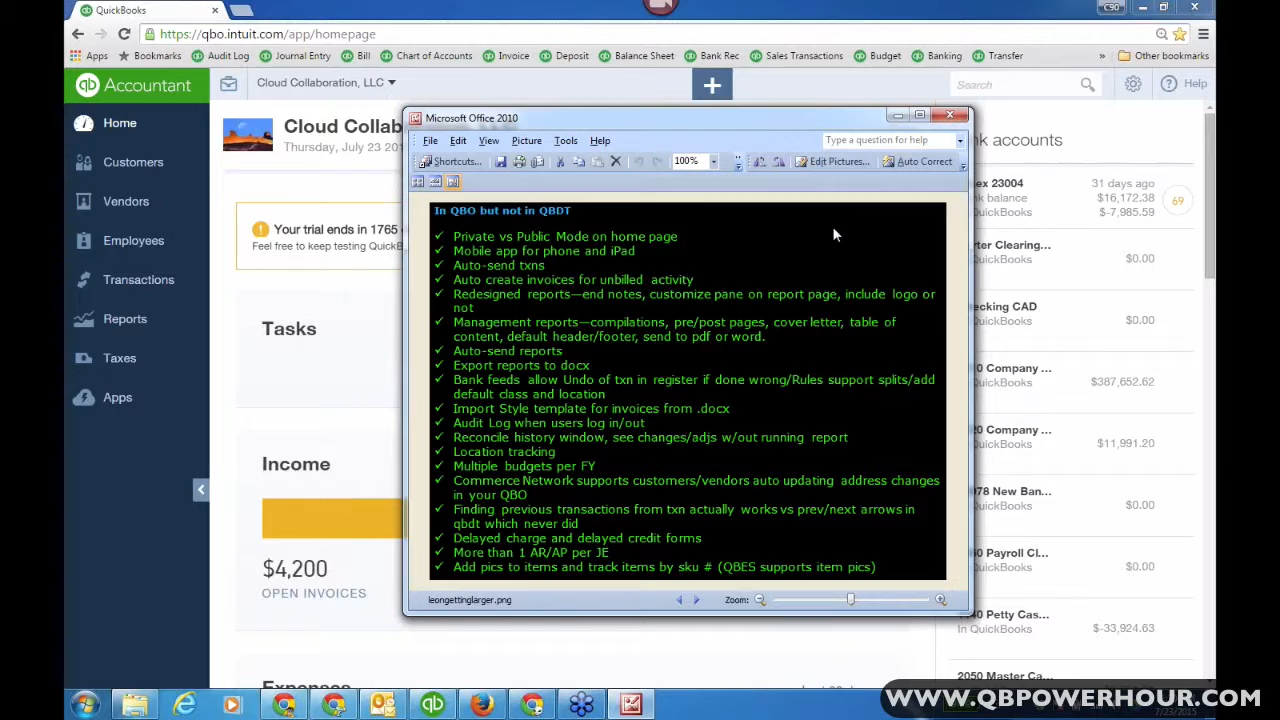 QuickBooks
C90
https://qbo.intuit.com/app/homepage
Apps Bookmarks Audit Log Journal Entry Bill Chart of Accounts Invoice Deposit Balance Sheet Bank Rec Sales Transactions Budget Banking Transfer » Other bookmarks
qb Accountant
Cloud Collaboration, LLC
Search
Help
Home
Customers
Vendors
Employees
Transactions
Reports
Taxes
Apps
Cloud
Thursday, July 23
Your trial ends in 1765
Feel free to keep testing
Tasks
Income
$4,200
OPEN INVOICES
Expenses
Microsoft Office 2010
File Edit View Picture Tools Help
Type a question for help
Shortcuts... 100% Edit Pictures... Auto Correct
In QBO but not in QBDT
✓ Private vs Public Mode on home page
✓ Mobile app for phone and iPad
✓ Auto-send txns
✓ Auto create invoices for unbilled activity
✓ Redesigned reports—end notes, customize pane on report page, include logo or
not
✓ Management reports—compilations, pre/post pages, cover letter, table of
content, default header/footer, send to pdf or word.
✓ Auto-send reports
✓ Export reports to docx
✓ Bank feeds allow Undo of txn in register if done wrong/Rules support splits/add
default class and location
✓ Import Style template for invoices from .docx
✓ Audit Log when users log in/out
✓ Reconcile history window, see changes/adjs w/out running report
✓ Location tracking
✓ Multiple budgets per FY
✓ Commerce Network supports customers/vendors auto updating address changes
in your QBO
✓ Finding previous transactions from txn actually works vs prev/next arrows in
qbdt which never did
✓ Delayed charge and delayed credit forms
✓ More than 1 AR/AP per JE
✓ Add pics to items and track items by sku # (QBES supports item pics)
leongettinglarger.png
Zoom:
accounts
23004 31 days ago
balance $16,172.38
QuickBooks $-7,985.59
69
Clearing...
QuickBooks $0.00
CAD
QuickBooks $0.00
Company ...
QuickBooks $387,652.62
Company ...
QuickBooks $11,991.20
New Ban...
QuickBooks $0.00
Payroll Cl...
QuickBooks $0.00
Petty Cas...
In QuickBooks $-33,924.63
2050 Master Ca...
WWW.QBPOWERHOUR.COM
7/23/2015